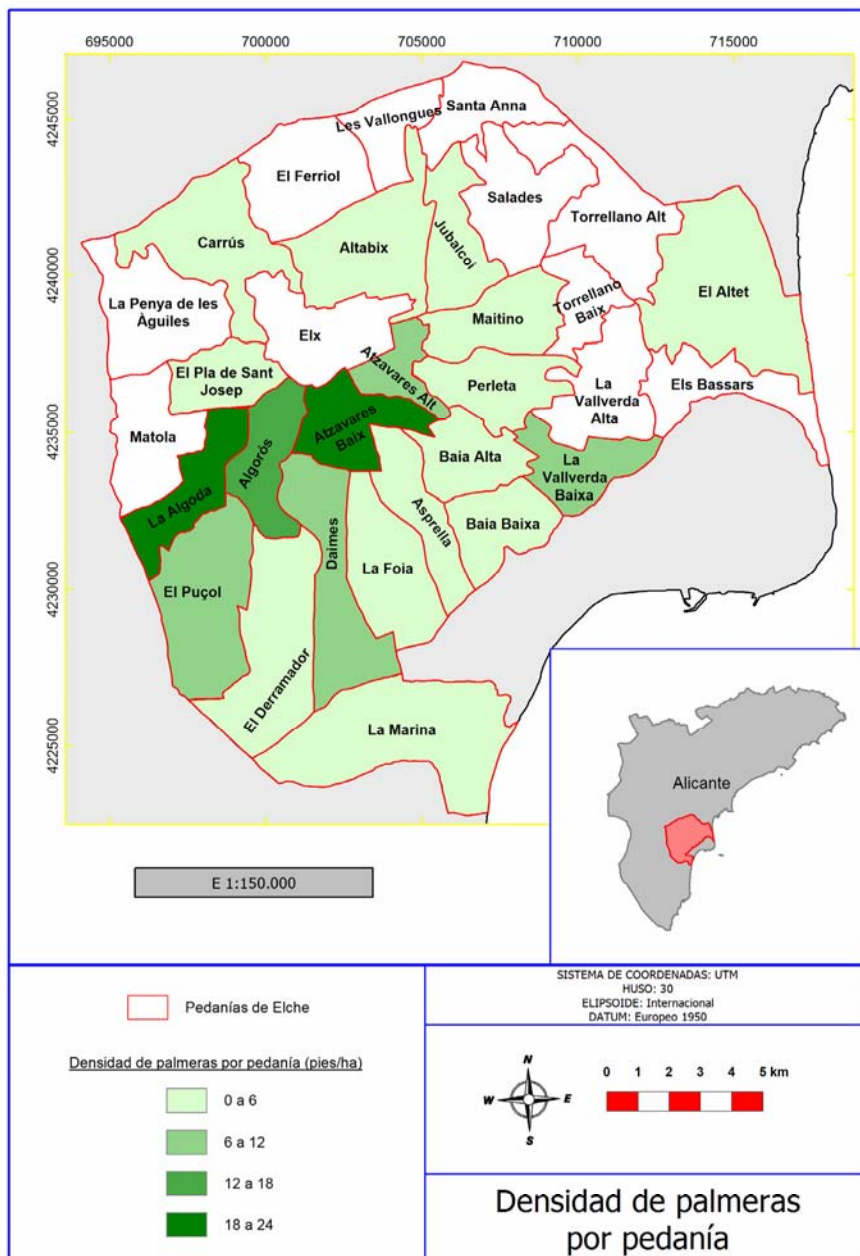 695000 700000 705000 710000 715000
4245000
4240000
4235000
4230000
4225000
Santa Anna
Les Vallongues
El Ferriol
Salades
Torrellano Alt
Carrús
Altabix
Jubalcoi
El Altet
La Penya de les
Àguiles
Elx
Maitino
Torrellano
Baix
El Pla de Sant
Josep
Atzavares Alt
Perleta
La
Vallverda
Alta
Els Bassars
Matola
Algorós
Atzavares
Baix
Baia Alta
La
Vallverda
Baixa
La Algoda
Daimes
Asprella
Baia Baixa
El Puçol
La Foia
El Derramador
La Marina
Alicante
E 1:150.000
Pedanías de Elche
Densidad de palmeras por pedanía (pies/ha)
0 a 6
6 a 12
12 a 18
18 a 24
SISTEMA DE COORDENADAS: UTM
HUSO: 30
ELIPSOIDE: Internacional
DATUM: Europeo 1950
N
W E
S
0 1 2 3 4 5 km
Densidad de palmeras
por pedanía